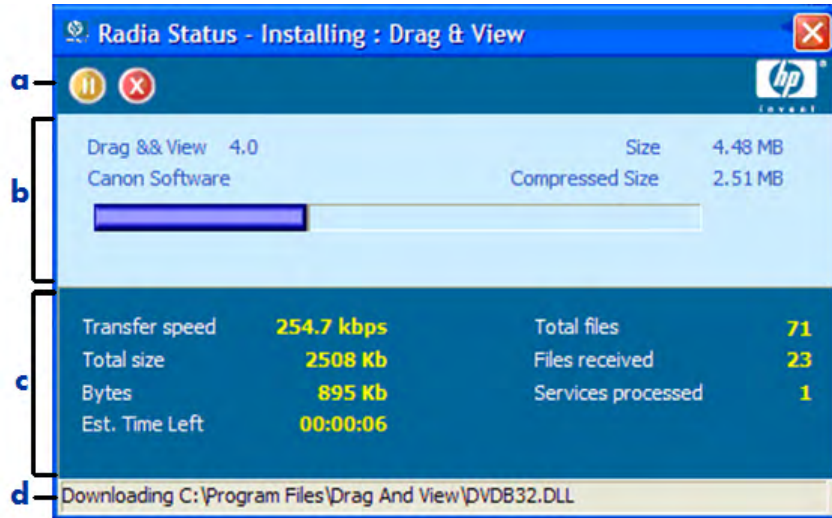 Radia Status - Installing : Drag & View
a
hp
invent
b
Drag && View 4.0 Size 4.48 MB
Canon Software Compressed Size 2.51 MB
c
Transfer speed 254.7 kbps Total files 71
Total size 2508 Kb Files received 23
Bytes 895 Kb Services processed 1
Est. Time Left 00:00:06
d
Downloading C:\Program Files\Drag And View\DVDB32.DLL